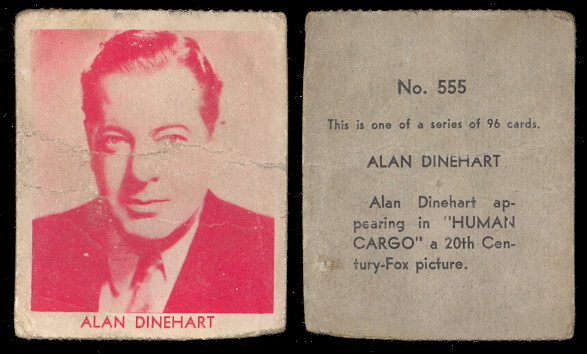 ALAN DINEHART
No. 555
This is one of a series of 96 cards.
ALAN DINEHART
Alan Dinehart ap-
pearing in "HUMAN
CARGO" a 20th Cen-
tury-Fox picture.